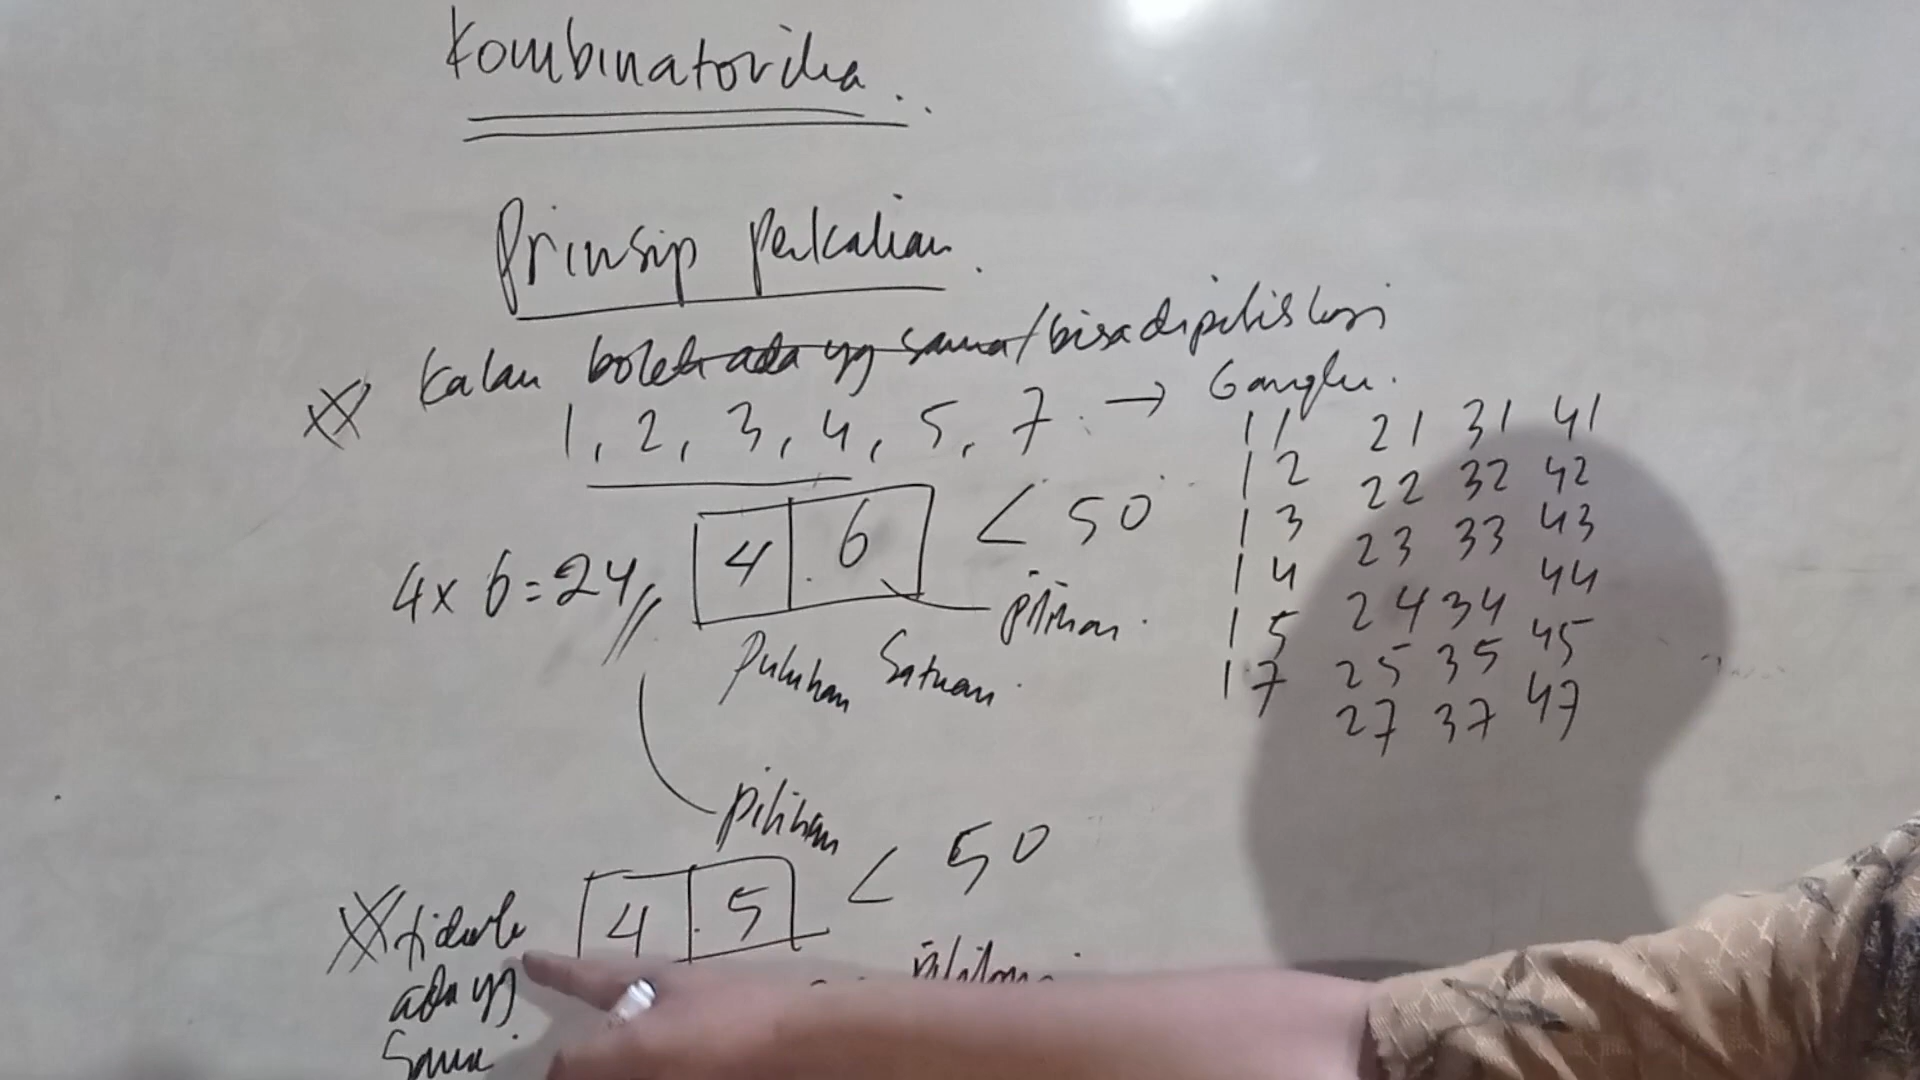 Kombinatorika..
Prinsip Perkalian.
Kalau boleh ada yg sama/bisa dipilih lagi
1, 2, 3, 4, 5, 7. →
11 21 31 41
12 22 32 42
13 23 33 43
14 24 34 44
15 25 35 45
17 27 37 47
4 6 < 50
4 x 6 = 24
pilihan.
Puluhan Satuan
pilihan
4 5 < 50
tidak
ada yg
Sama